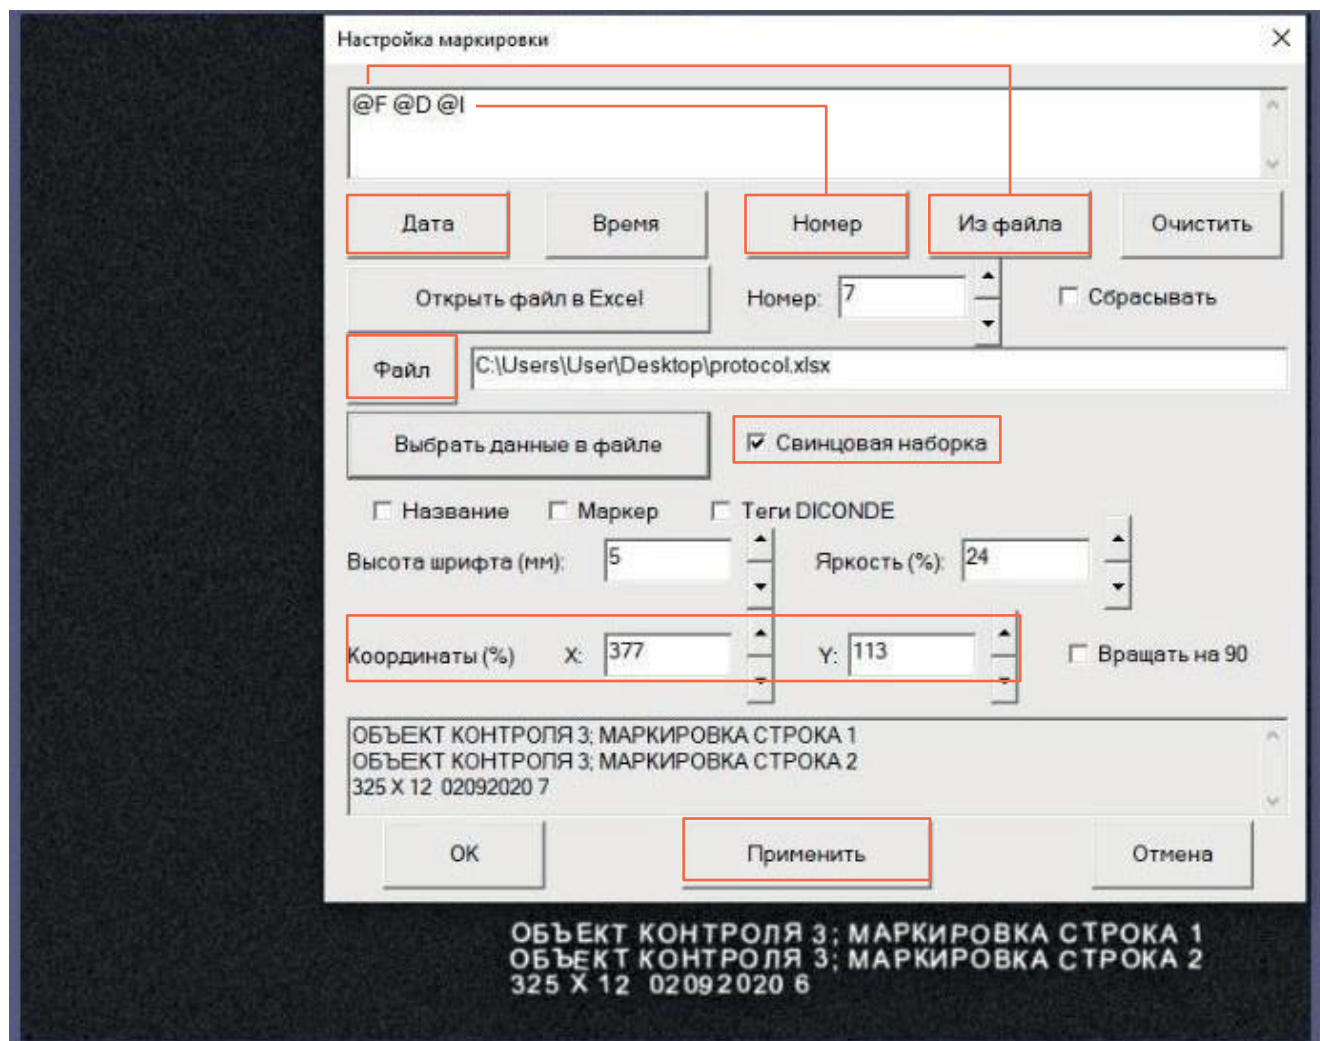 Настройка маркировки
@F @D @I
Дата Время Номер Из файла Очистить
Открыть файл в Excel Номер: 7 Сбрасывать
Файл C:\Users\User\Desktop\protocol.xlsx
Выбрать данные в файле Свинцовая наборка
Название Маркер Теги DICONDE
Высота шрифта (мм): 5 Яркость (%): 24
Координаты (%) X: 377 Y: 113 Вращать на 90
ОБЪЕКТ КОНТРОЛЯ 3; МАРКИРОВКА СТРОКА 1
ОБЪЕКТ КОНТРОЛЯ 3; МАРКИРОВКА СТРОКА 2
325 X 12 02092020 7
OK Применить Отмена
ОБЪЕКТ КОНТРОЛЯ 3; МАРКИРОВКА СТРОКА 1
ОБЪЕКТ КОНТРОЛЯ 3; МАРКИРОВКА СТРОКА 2
325 X 12 02092020 6